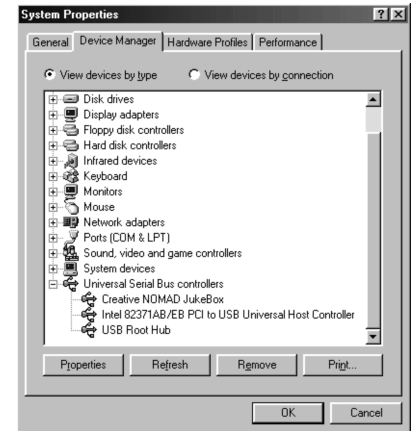 System Properties
General Device Manager Hardware Profiles Performance
View devices by type View devices by connection
Disk drives
Display adapters
Floppy disk controllers
Hard disk controllers
Infrared devices
Keyboard
Monitors
Mouse
Network adapters
Ports (COM & LPT)
Sound, video and game controllers
System devices
Universal Serial Bus controllers
Creative NOMAD JukeBox
Intel 82371AB/EB PCI to USB Universal Host Controller
USB Root Hub
Properties Refresh Remove Print...
OK Cancel